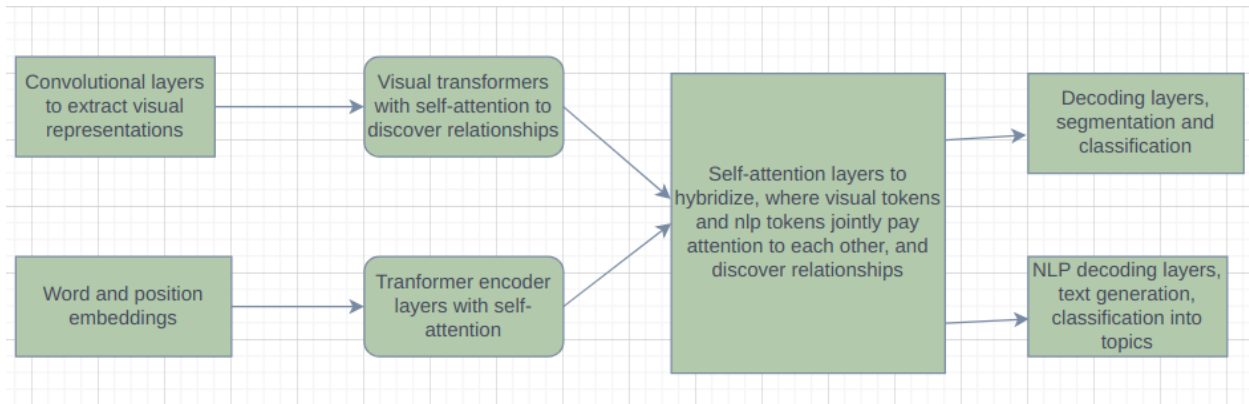 Convolutional layers
to extract visual
representations
Visual transformers
with self-attention to
discover relationships
Word and position
embeddings
Tranformer encoder
layers with self-
attention
Self-attention layers to
hybridize, where visual tokens
and nlp tokens jointly pay
attention to each other, and
discover relationships
Decoding layers,
segmentation and
classification
NLP decoding layers,
text generation,
classification into
topics